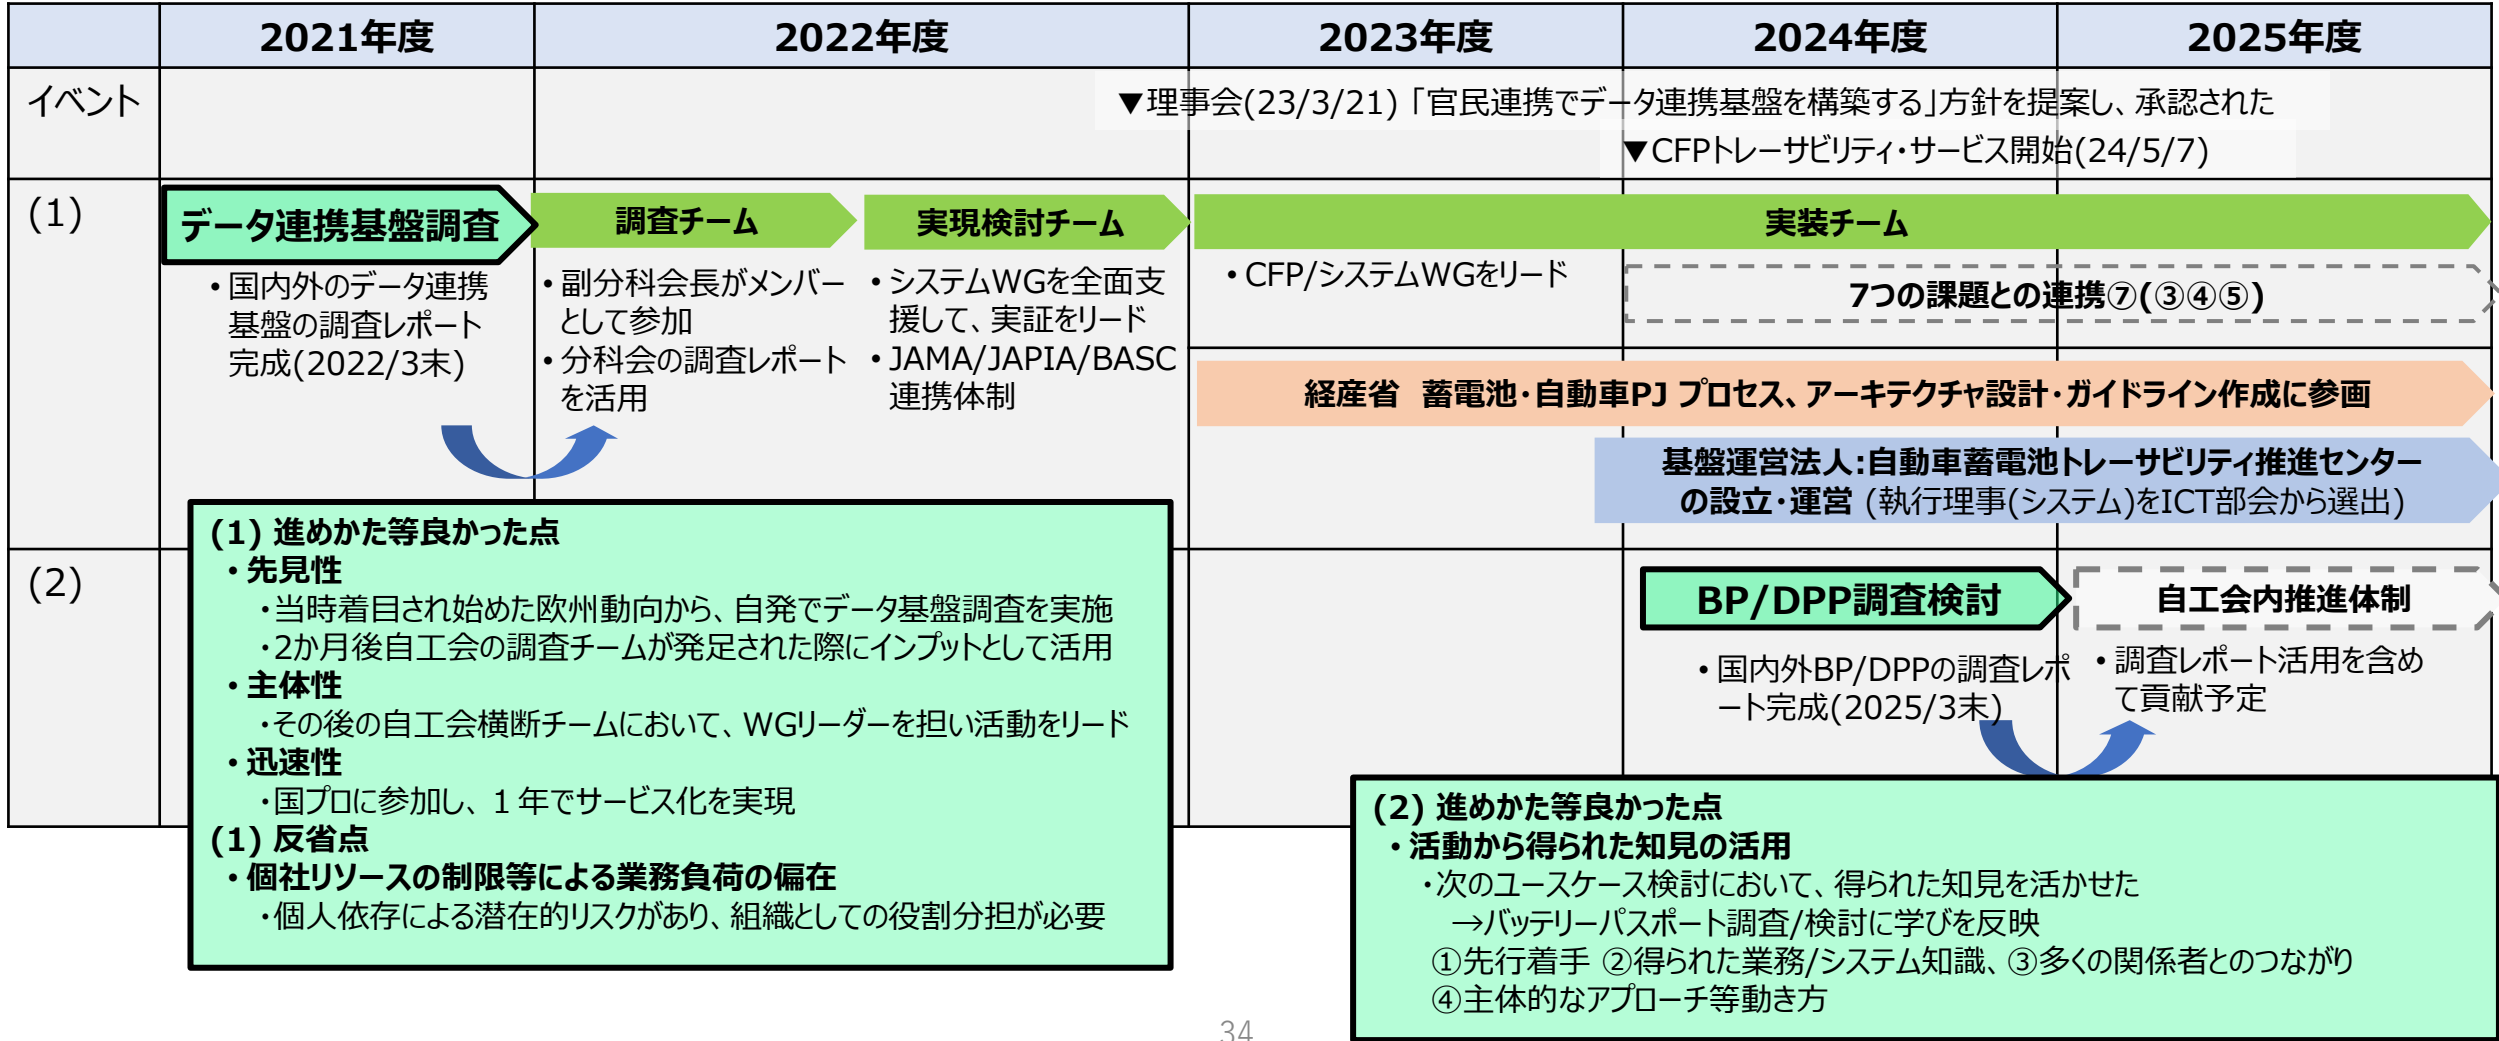 2021年度
2022年度
2023年度
2024年度
2025年度
イベント
▼理事会(23/3/21)「官民連携でデータ連携基盤を構築する」方針を提案し、承認された
▼CFPトレーサビリティ・サービス開始(24/5/7)
(1)
データ連携基盤調査
・国内外のデータ連携
基盤の調査レポート
完成(2022/3末)
調査チーム
・副分科会長がメンバー
として参加
・分科会の調査レポート
を活用
実現検討チーム
・システムWGを全面支
援して、実証をリード
・JAMA/JAPIA/BASC
連携体制
実装チーム
・CFP/システムWGをリード
7つの課題との連携⑦(③④⑤)
経産省 蓄電池・自動車PJ プロセス、アーキテクチャ設計・ガイドライン作成に参画
基盤運営法人:自動車蓄電池トレーサビリティ推進センター
の設立・運営 (執行理事(システム)をICT部会から選出)
(1) 進めかた等良かった点
・先見性
・当時着目され始めた欧州動向から、自発でデータ基盤調査を実施
・2か月後自工会の調査チームが発足された際にインプットとして活用
・主体性
・その後の自工会横断チームにおいて、WGリーダーを担い活動をリード
・迅速性
・国プロに参加し、１年でサービス化を実現
(1) 反省点
・個社リソースの制限等による業務負荷の偏在
・個人依存による潜在的リスクがあり、組織としての役割分担が必要
(2)
BP/DPP調査検討
・国内外BP/DPPの調査レポ
ート完成(2025/3末)
自工会内推進体制
・調査レポート活用を含め
て貢献予定
(2) 進めかた等良かった点
・活動から得られた知見の活用
・次のユースケース検討において、得られた知見を活かせた
→バッテリーパスポート調査/検討に学びを反映
①先行着手 ②得られた業務/システム知識、③多くの関係者とのつながり
④主体的なアプローチ等動き方
34